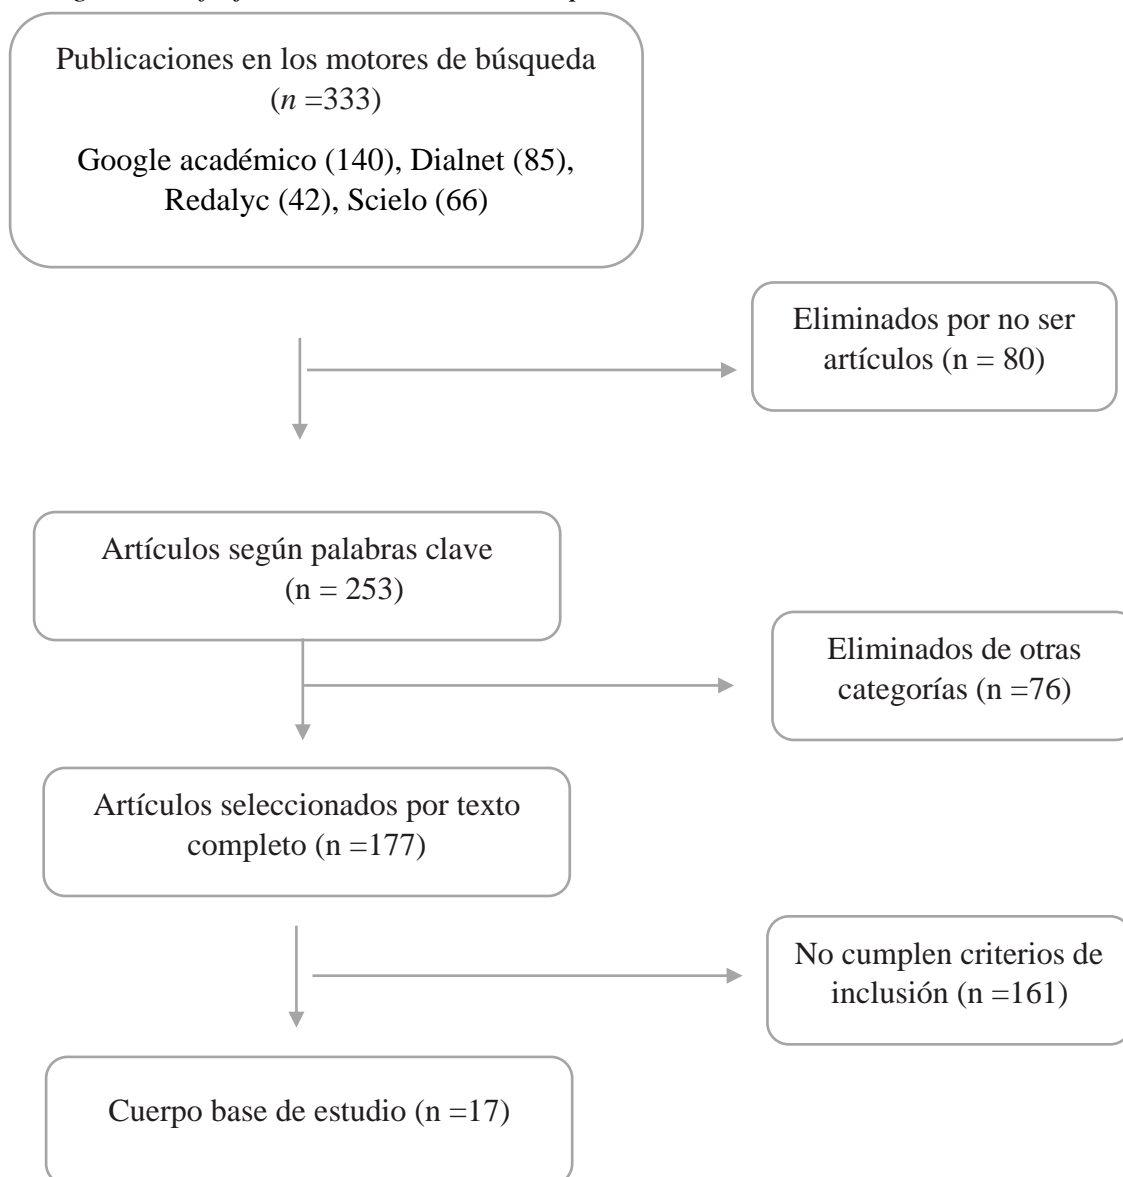 Publicaciones en los motores de búsqueda
(n =333)
Google académico (140), Dialnet (85),
Redalyc (42), Scielo (66)
Eliminados por no ser
artículos (n = 80)
Artículos según palabras clave
(n = 253)
Eliminados de otras
categorías (n =76)
Artículos seleccionados por texto
completo (n =177)
No cumplen criterios de
inclusión (n =161)
Cuerpo base de estudio (n =17)